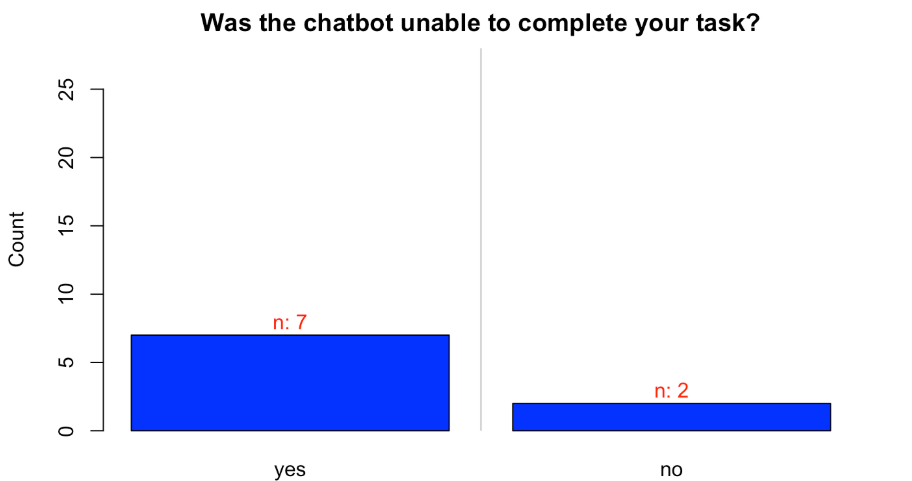 Was the chatbot unable to complete your task?
Count
25
20
15
10
5
0
n: 7
n: 2
yes
no